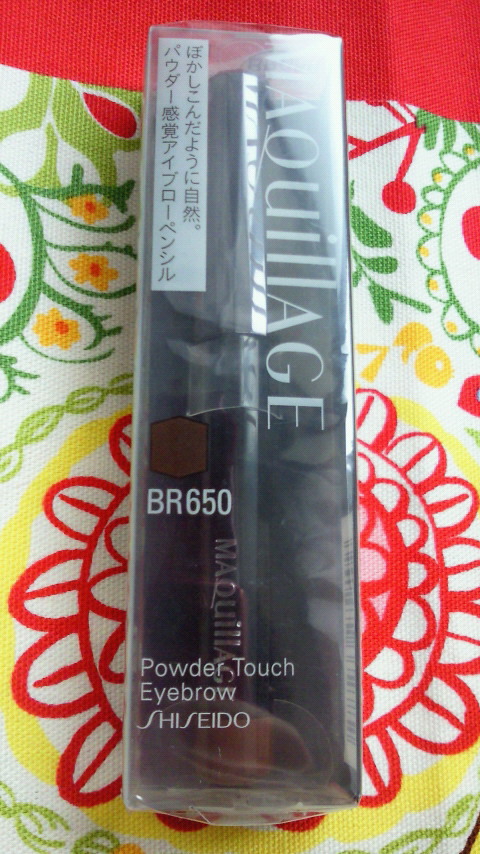 ぼかしこんだように自然。
パウダー感覚アイブローペンシル
MAQuillAGE
BR650
MAQuillAG
Powder Touch
Eyebrow
SHISEIDO